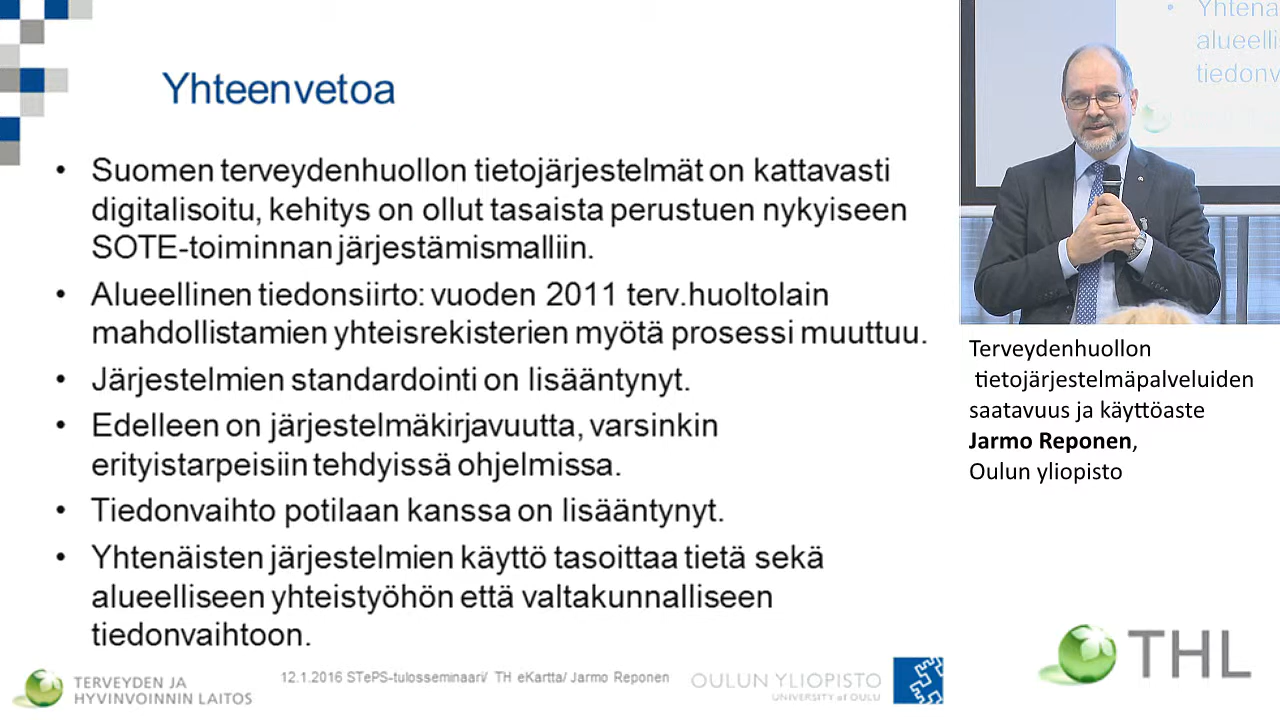 Yhteenvetoa
• Suomen terveydenhuollon tietojärjestelmät on kattavasti
digitalisoitu, kehitys on ollut tasaista perustuen nykyiseen
SOTE-toiminnan järjestämismalliin.
• Alueellinen tiedonsiirto: vuoden 2011 terv.huoltolain
mahdollistamien yhteisrekisterien myötä prosessi muuttuu.
• Järjestelmien standardointi on lisääntynyt.
• Edelleen on järjestelmäkirjavuutta, varsinkin
erityistarpeisiin tehdyissä ohjelmissa.
• Tiedonvaihto potilaan kanssa on lisääntynyt.
• Yhtenäisten järjestelmien käyttö tasoittaa tietä sekä
alueelliseen yhteistyöhön että valtakunnalliseen
tiedonvaihtoon.
TERVEYDEN JA
HYVINVOINNIN LAITOS
12.1.2016 STePS-tulosseminaari/ TH eKartta/ Jarmo Reponen
OULUN YLIOPISTO
UNIVERSITY of OULU
• Yhtenä
alueelli
tiedonv
Terveydenhuollon
tietojärjestelmäpalveluiden
saatavuus ja käyttöaste
Jarmo Reponen,
Oulun yliopisto
THL